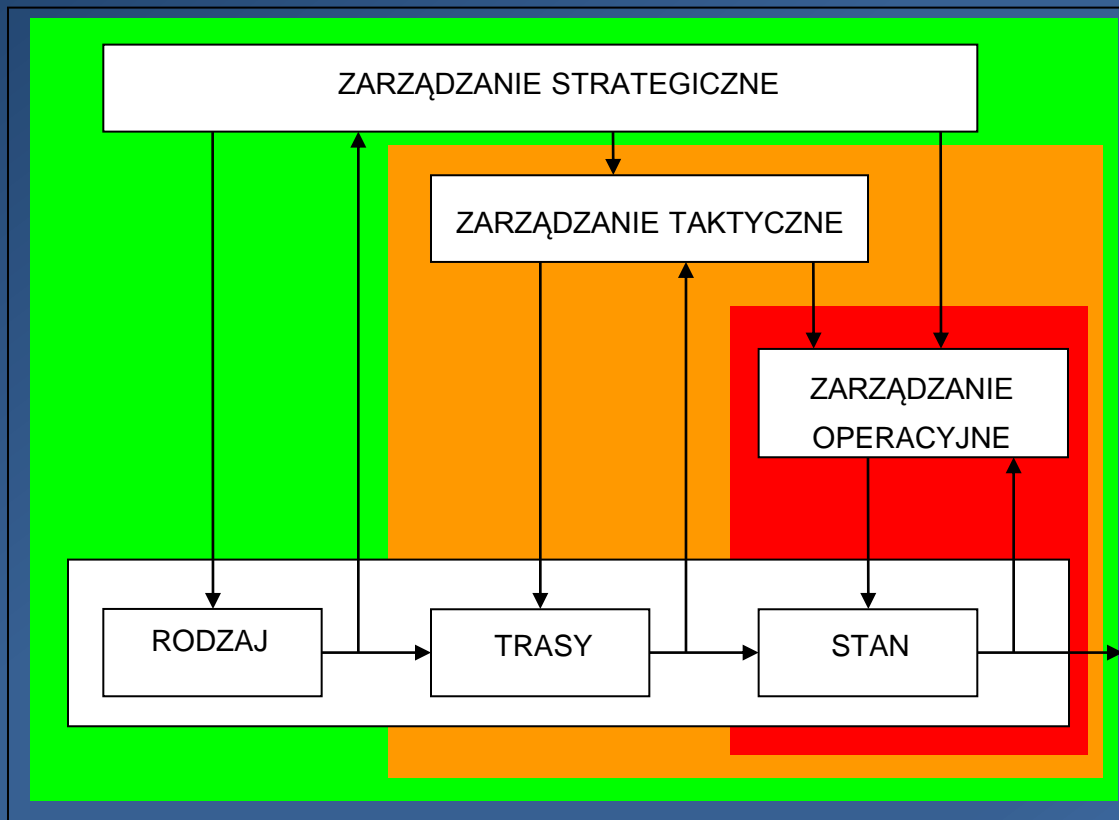 ZARZĄDZANIE STRATEGICZNE
ZARZĄDZANIE TAKTYCZNE
ZARZĄDZANIE
OPERACYJNE
RODZAJ
TRASY
STAN